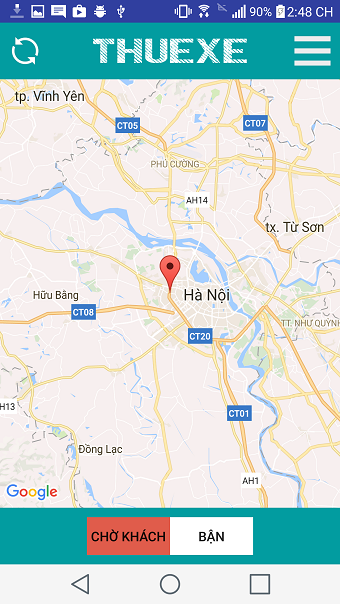 90% 2:48 CH
THUEXE
tp. Vĩnh Yên
CT05
CT07
PHÚ CƯỜNG
AH14
tx. Từ Sơn
Hữu Bằng
Hà Nội
CT08
TT. NHƯ QUỲNH
CT20
H13
CT01
Đồng Lạc
AH1
Google
CHỜ KHÁCH BẬN